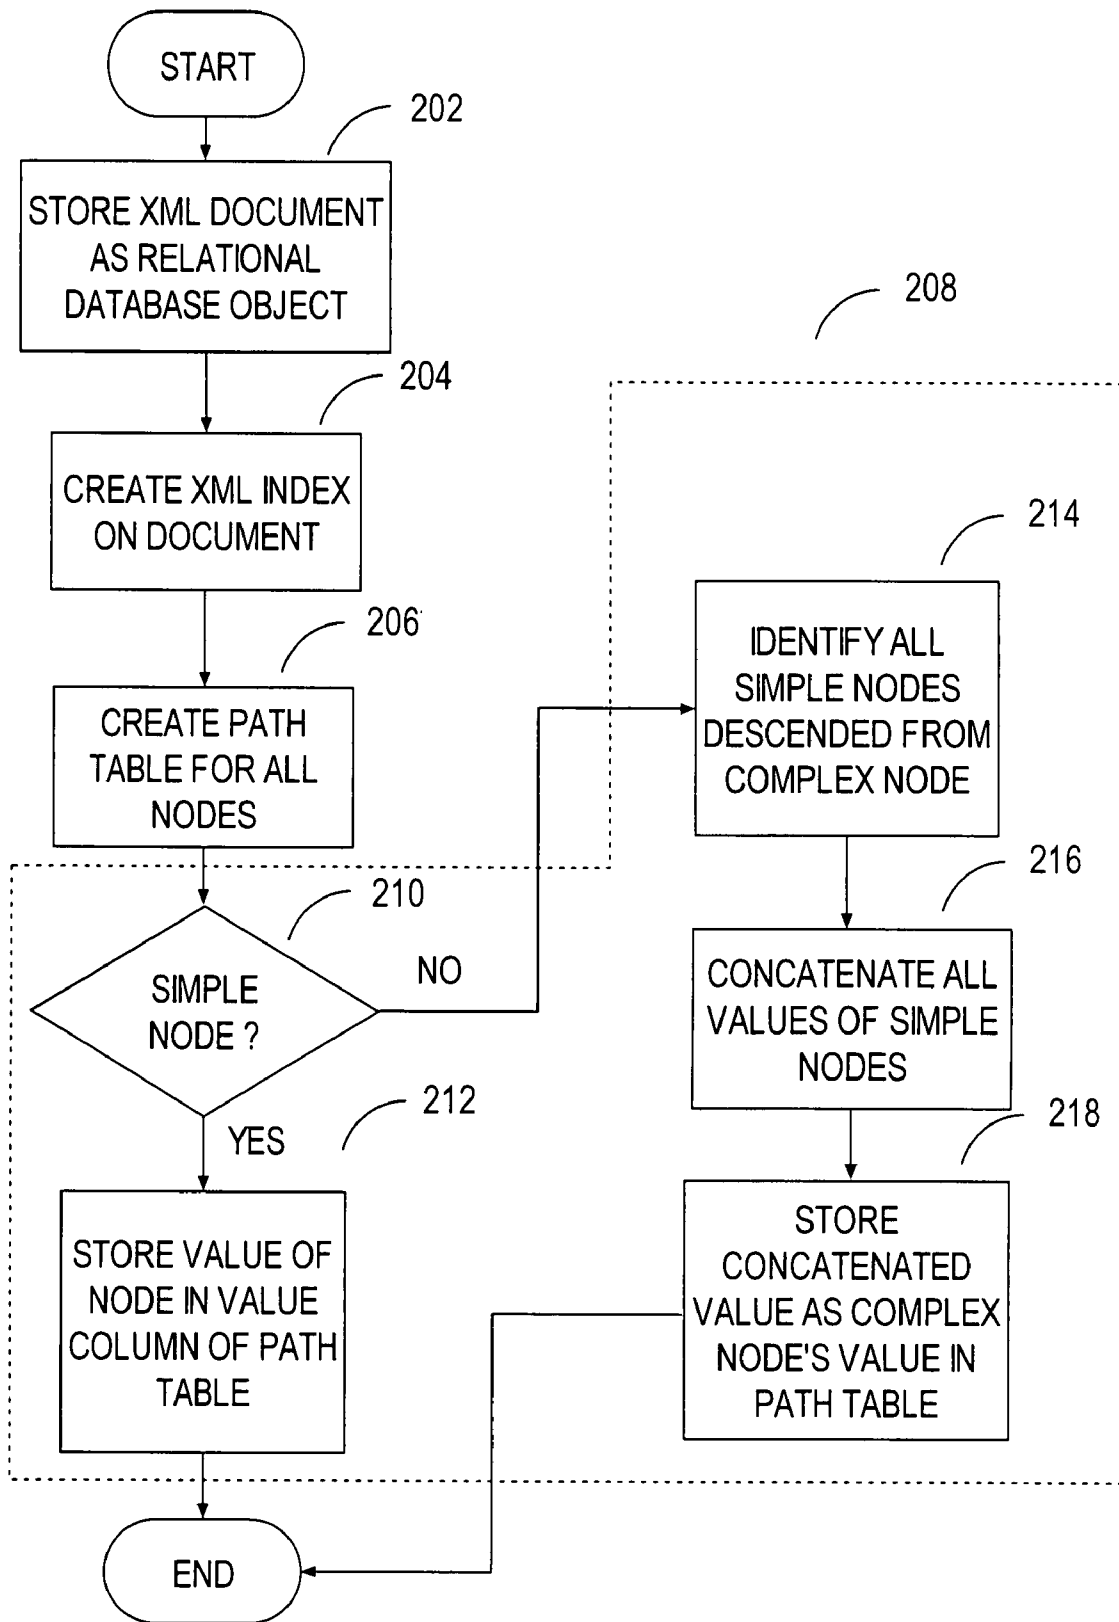 START
202
STORE XML DOCUMENT
AS RELATIONAL
DATABASE OBJECT
208
204
CREATE XML INDEX
ON DOCUMENT
206
CREATE PATH
TABLE FOR ALL
NODES
214
IDENTIFY ALL
SIMPLE NODES
DESCENDED FROM
COMPLEX NODE
210
SIMPLE
NODE ?
NO
YES
216
CONCATENATE ALL
VALUES OF SIMPLE
NODES
212
STORE VALUE OF
NODE IN VALUE
COLUMN OF PATH
TABLE
218
STORE
CONCATENATED
VALUE AS COMPLEX
NODE'S VALUE IN
PATH TABLE
END